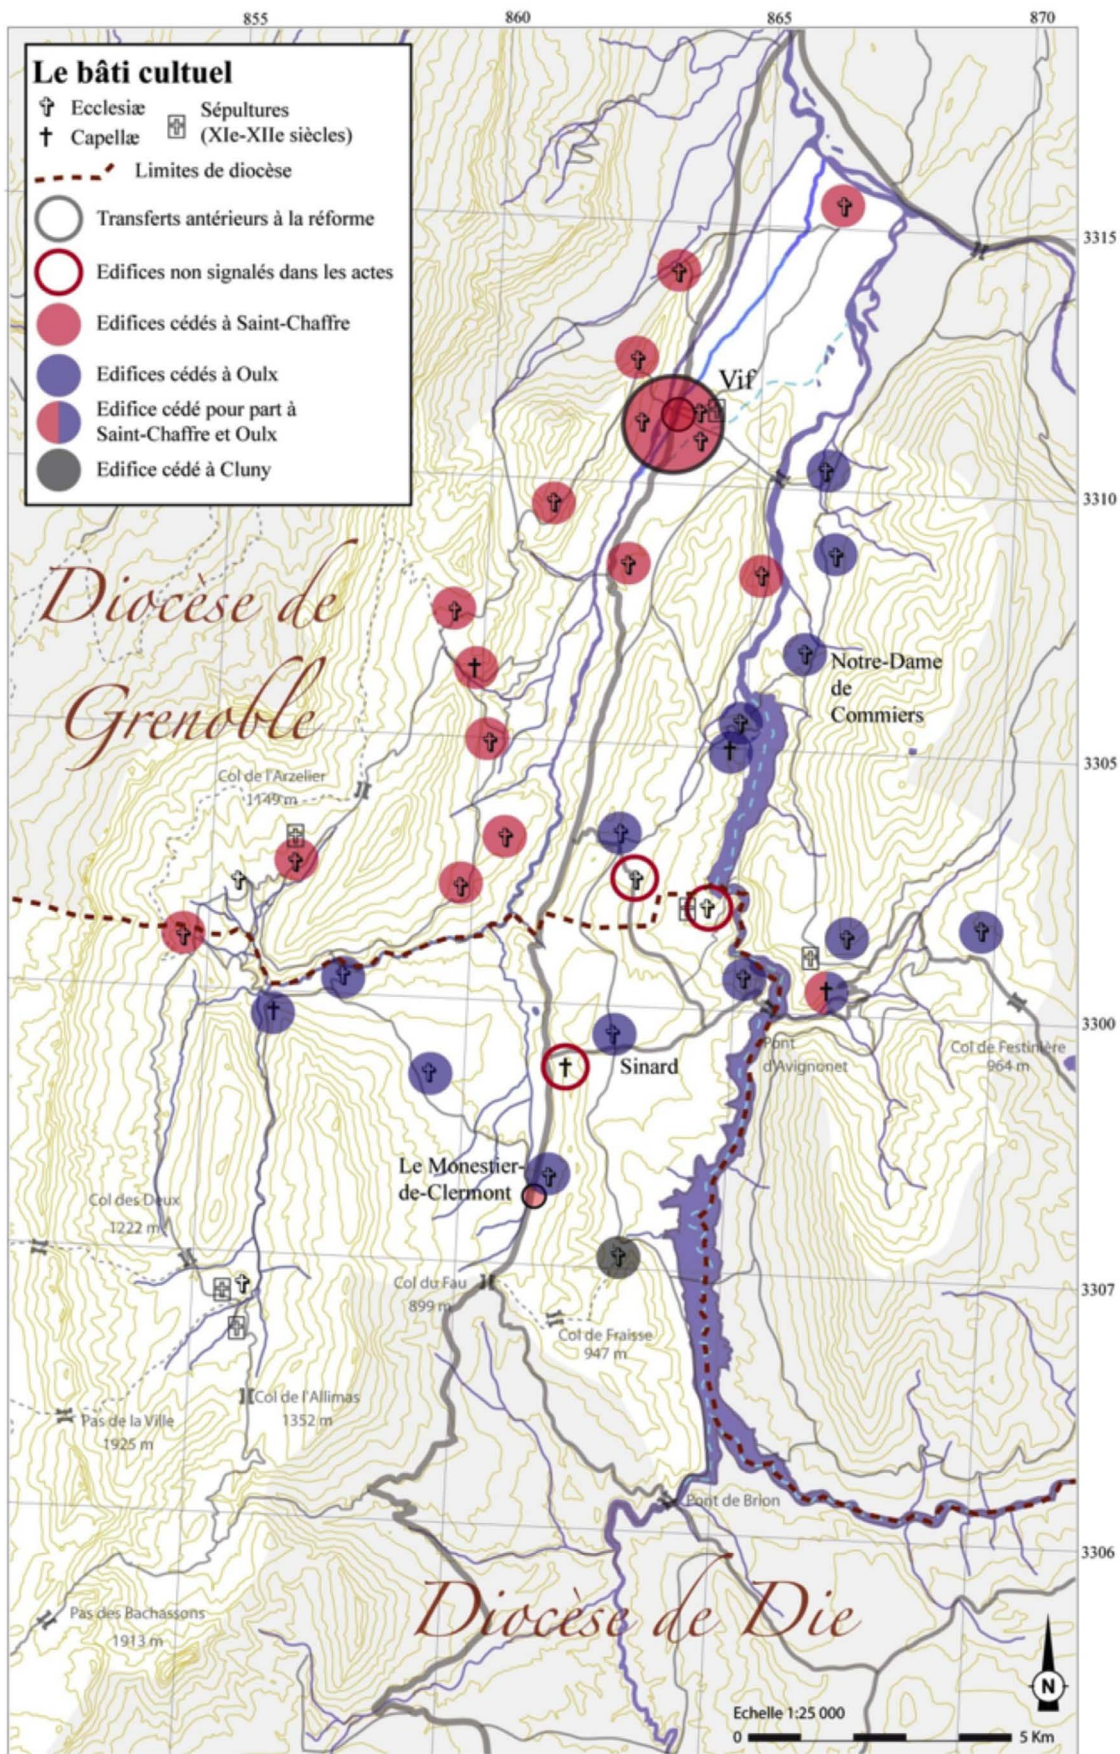 855
860
865
870
Le bâti cultuel
Ecclesiæ
Capellæ
Sépultures
(XIe-XIIe siècles)
Limites de diocèse
Transferts antérieurs à la réforme
Edifices non signalés dans les actes
Edifices cédés à Saint-Chaffre
Edifices cédés à Oulx
Edifice cédé pour part à
Saint-Chaffre et Oulx
Edifice cédé à Cluny
3315
Vif
3310
Diocèse de
Grenoble
Notre-Dame
de
Commiers
3305
Col de l'Arzelier
1149 m
3300
Pont
d'Avignonet
Col de Festinière
964 m
Sinard
Le Monestier-
de-Clermont
Col des Deux
1222 m
Col du Fau
899 m
3307
Col de Fraisse
947 m
Col de l'Allimas
1352 m
Pas de la Ville
1925 m
Pont de Brion
3306
Pas des Bachassons
1913 m
Diocèse de Die
N
Echelle 1:25 000
0
5 Km